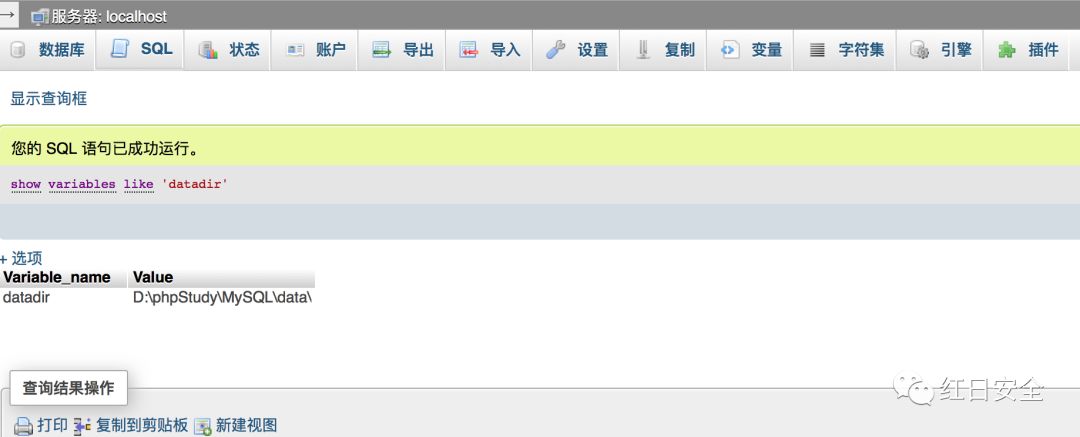 服务器: localhost
数据库 SQL 状态 账户 导出 导入 设置 复制 变量 字符集 引擎 插件
显示查询框
您的 SQL 语句已成功运行。
show variables like 'datadir'
+ 选项
Variable_name Value
datadir D:\phpStudy\MySQL\data\
查询结果操作
红日安全
打印 复制到剪贴板 新建视图